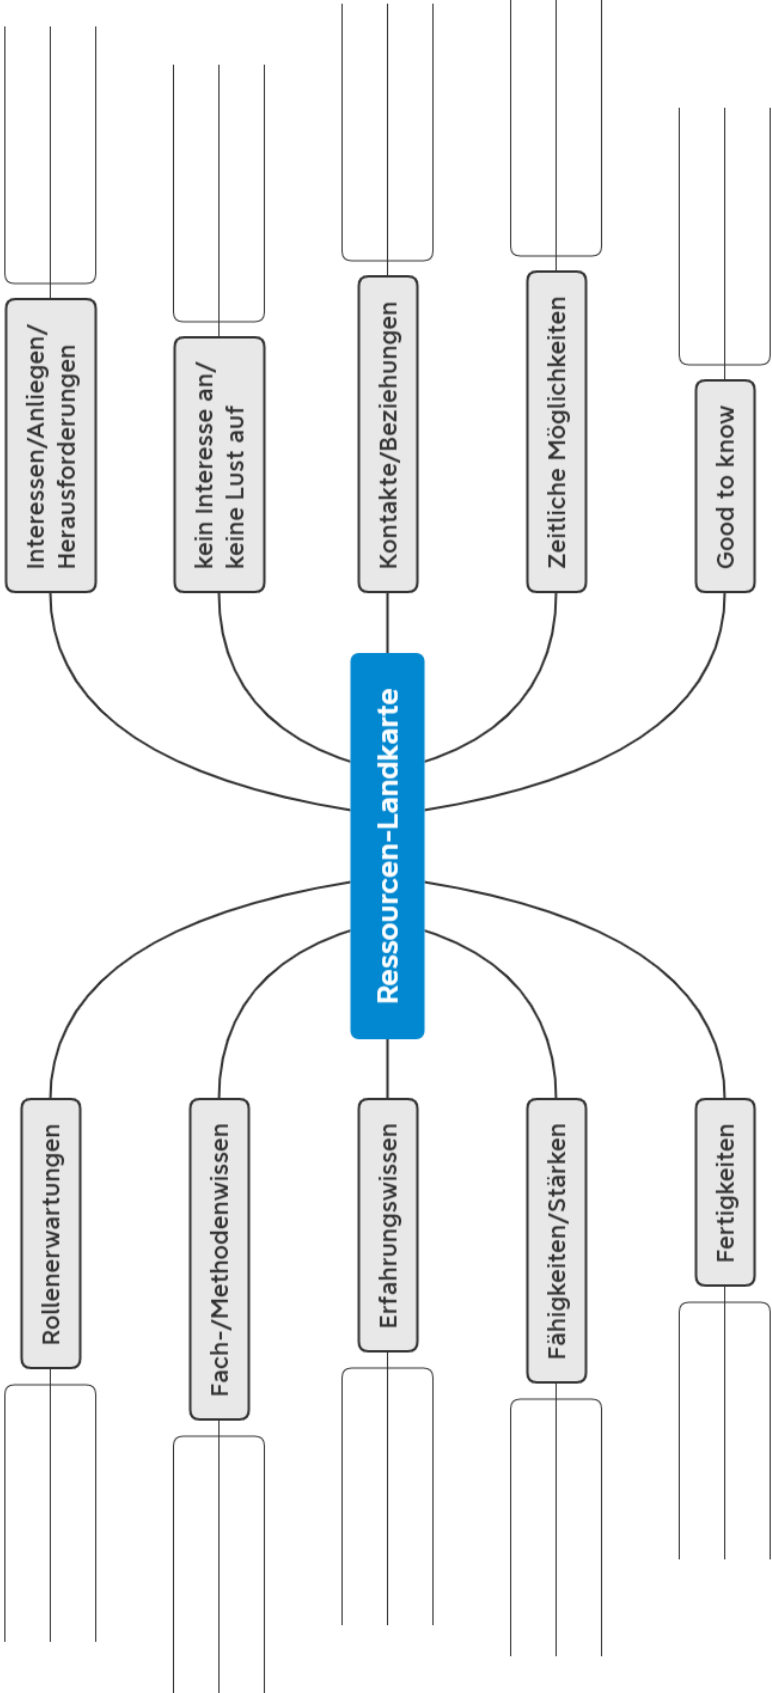 Ressourcen-Landkarte
Rollenerwartungen
Fach-/Methodenwissen
Erfahrungswissen
Fähigkeiten/Stärken
Fertigkeiten
Interessen/Anliegen/
Herausforderungen
kein Interesse an/
keine Lust auf
Kontakte/Beziehungen
Zeitliche Möglichkeiten
Good to know